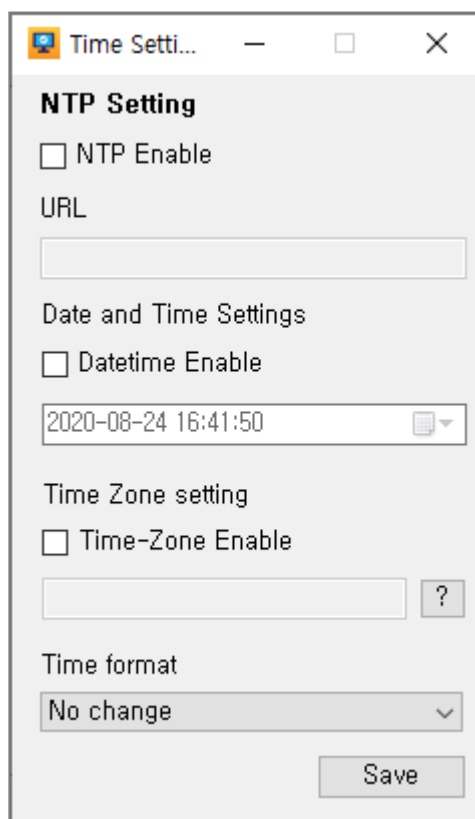 Time Setti...
NTP Setting
NTP Enable
URL
Date and Time Settings
Datetime Enable
2020-08-24 16:41:50
Time Zone setting
Time-Zone Enable
?
Time format
No change
Save